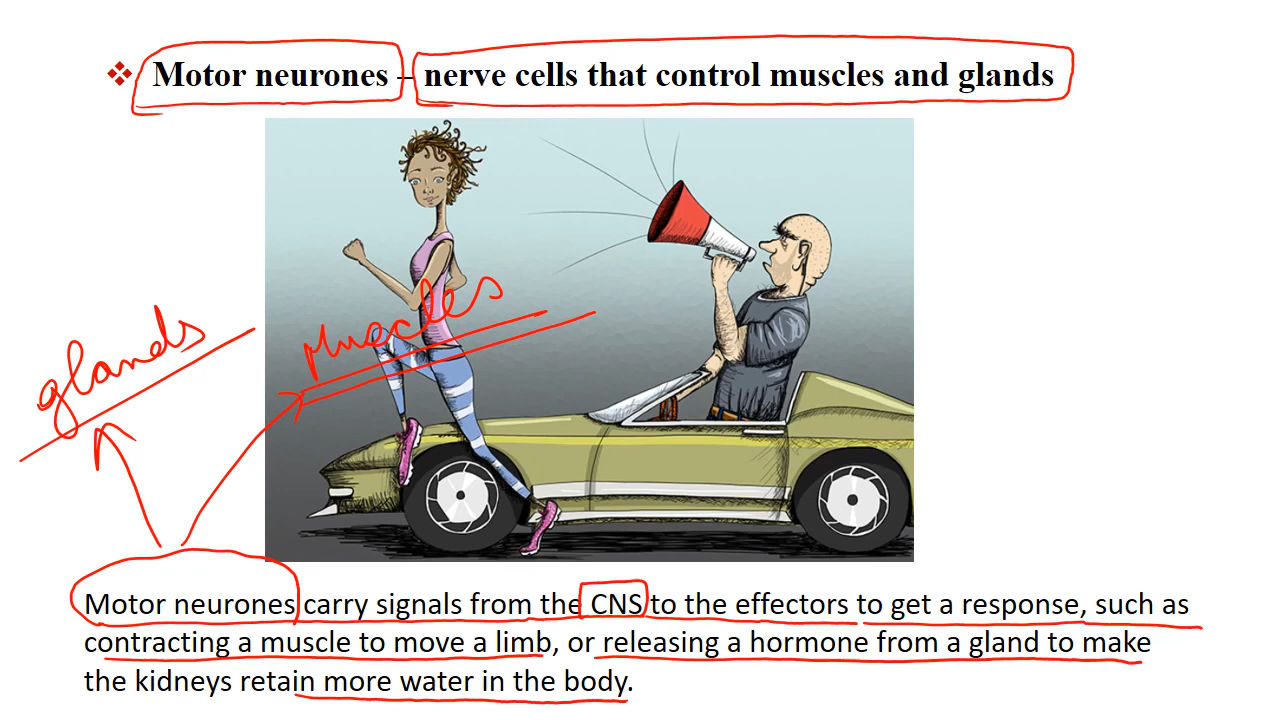 ❖ Motor neurones – nerve cells that control muscles and glands
Muscles
glands
Motor neurones carry signals from the CNS to the effectors to get a response, such as
contracting a muscle to move a limb, or releasing a hormone from a gland to make
the kidneys retain more water in the body.